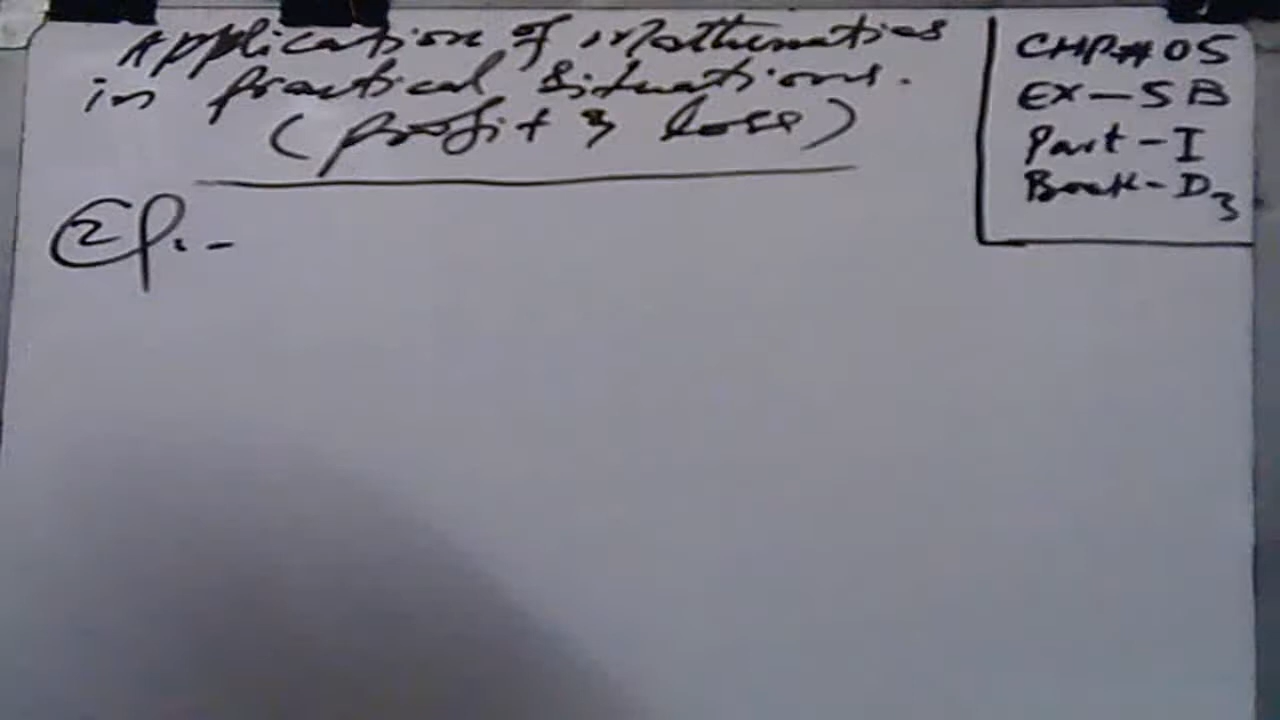 Application of Mathematics
in Practical Situations.
(Profit & Loss)
CHP# 05
EX-5B
Part-I
Book-D3